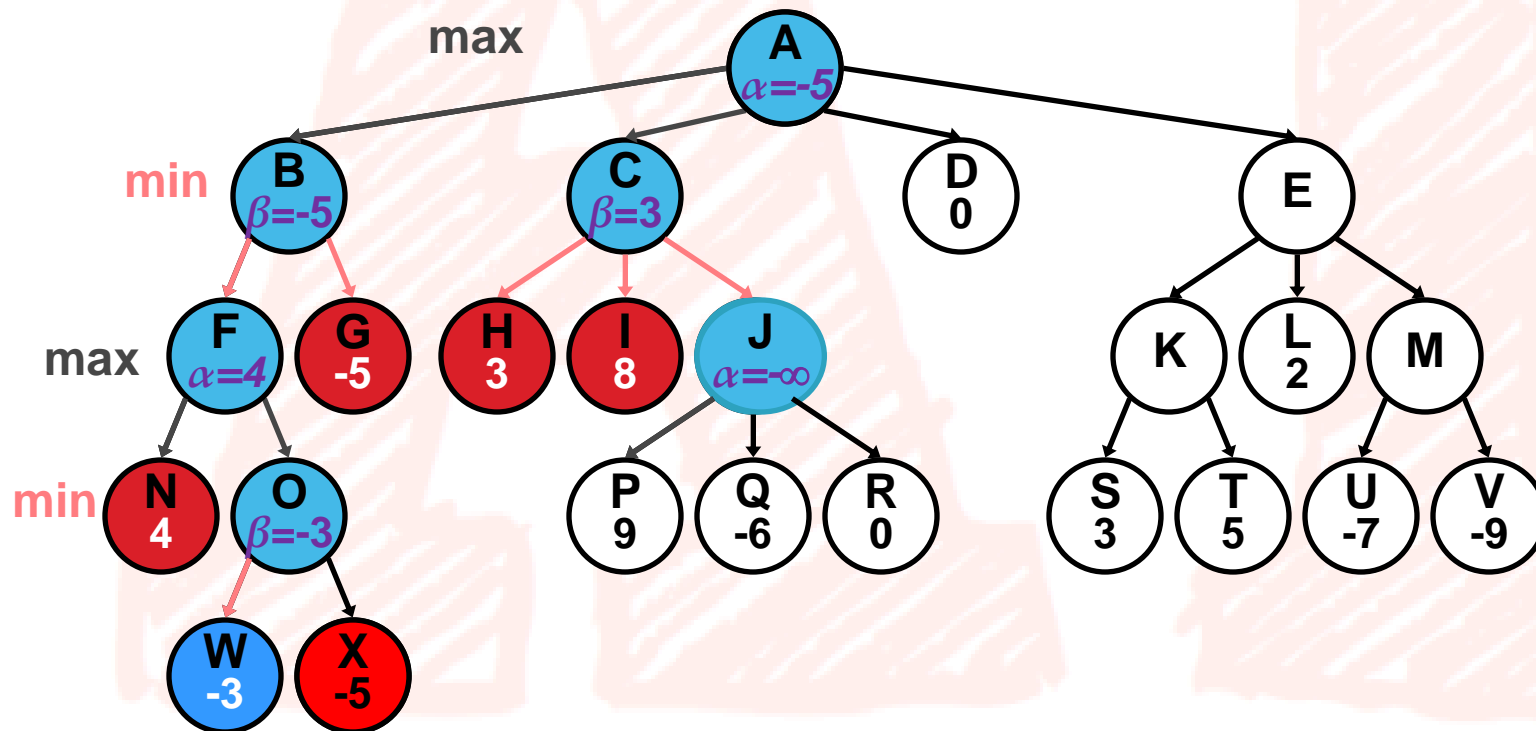 max
A
α=-5
min
B
β=-5
C
β=3
D
0
E
max
F
α=4
G
-5
H
3
I
8
J
α=-∞
K
L
2
M
min
N
4
O
β=-3
P
9
Q
-6
R
0
S
3
T
5
U
-7
V
-9
W
-3
X
-5